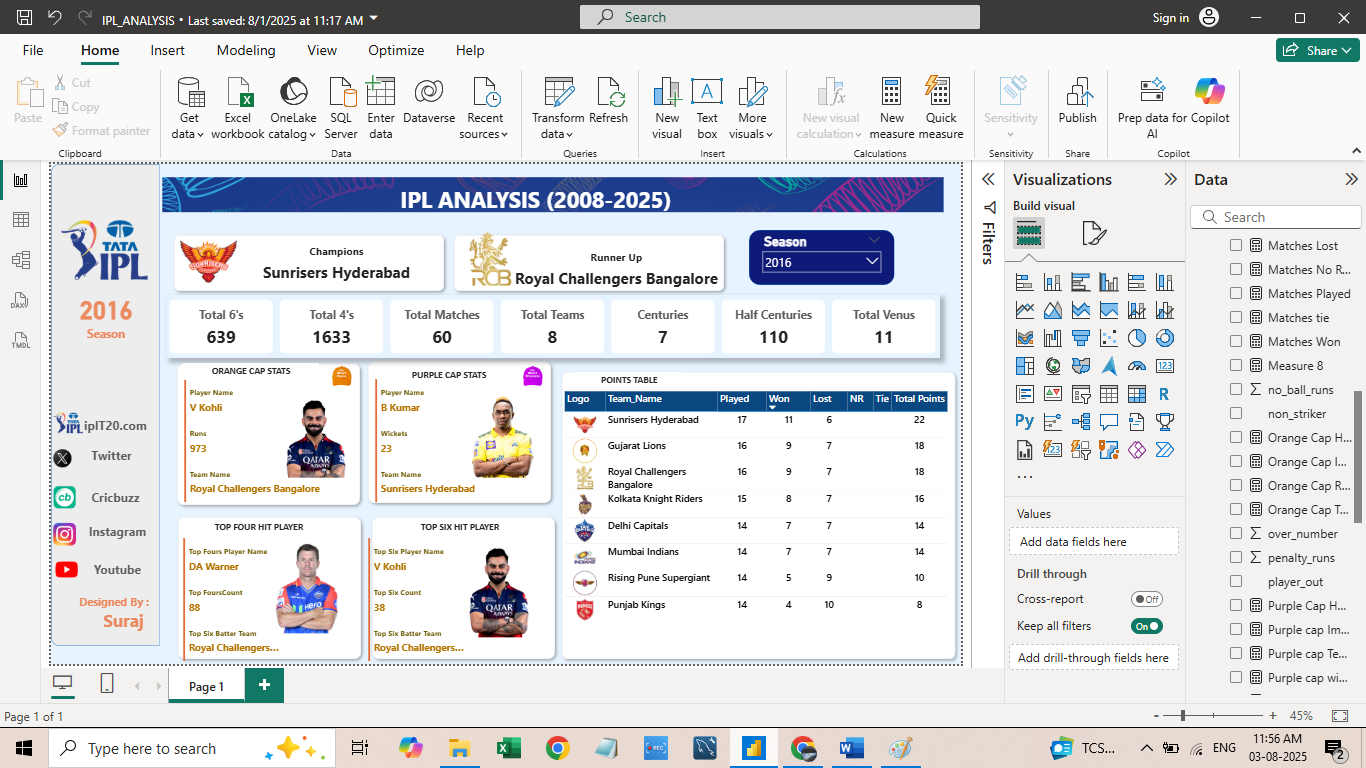 IPL_ANALYSIS • Last saved: 8/1/2025 at 11:17 AM
Search
Sign in
File
Home
Insert
Modeling
View
Optimize
Help
Share
Paste
Cut
Copy
Format painter
Clipboard
Get data
Excel workbook
OneLake catalog
SQL Server
Enter data
Dataverse
Recent sources
Data
Transform data
Refresh
Queries
New visual
Text box
More visuals
Insert
New visual calculation
New measure
Quick measure
Calculations
Sensitivity
Sensitivity
Publish
Share
Prep data for AI
Copilot
Copilot
TATA
IPL
2016
Season
IPL iplT20.com
Twitter
Cricbuzz
Instagram
Youtube
Designed By :
Suraj
IPL ANALYSIS (2008-2025)
Champions
Sunrisers Hyderabad
Runner Up
Royal Challengers Bangalore
Season
2016
Total 6's
639
Total 4's
1633
Total Matches
60
Total Teams
8
Centuries
7
Half Centuries
110
Total Venus
11
ORANGE CAP STATS
Player Name
V Kohli
Runs
973
Team Name
Royal Challengers Bangalore
PURPLE CAP STATS
Player Name
B Kumar
Wickets
23
Team Name
Sunrisers Hyderabad
TOP FOUR HIT PLAYER
Top Fours Player Name
DA Warner
Top FoursCount
88
Top Six Batter Team
Royal Challengers...
TOP SIX HIT PLAYER
Top Six Player Name
V Kohli
Top Six Count
38
Top Six Batter Team
Royal Challengers...
POINTS TABLE
Logo Team_Name Played Won Lost NR Tie Total Points
Sunrisers Hyderabad 17 11 6 22
Gujarat Lions 16 9 7 18
Royal Challengers Bangalore 16 9 7 18
Kolkata Knight Riders 15 8 7 16
Delhi Capitals 14 7 7 14
Mumbai Indians 14 7 7 14
Rising Pune Supergiant 14 5 9 10
Punjab Kings 14 4 10 8
Filters
Visualizations
Build visual
Values
Add data fields here
Drill through
Cross-report Off
Keep all filters On
Add drill-through fields here
Data
Search
Matches Lost
Matches No R...
Matches Played
Matches tie
Matches Won
Measure 8
no_ball_runs
non_striker
Orange Cap H...
Orange Cap I...
Orange Cap R...
Orange Cap T...
over_number
penalty_runs
player_out
Purple Cap H...
Purple cap Im...
Purple cap Te...
Purple cap wi...
Page 1
Page 1 of 1
45%
Type here to search
TCS...
ENG
11:56 AM
03-08-2025
2